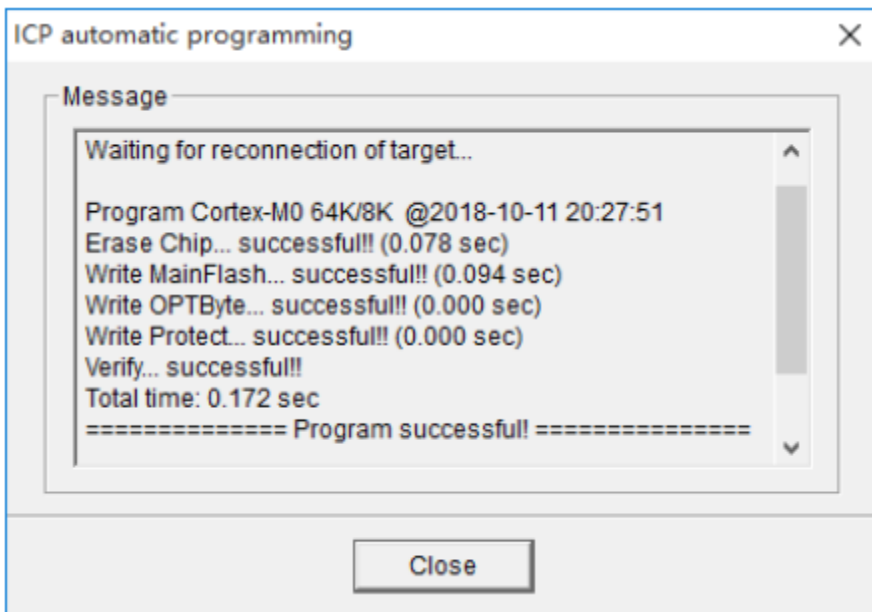 ICP automatic programming
Message
Waiting for reconnection of target...
Program Cortex-M0 64K/8K  @2018-10-11 20:27:51
Erase Chip... successful!! (0.078 sec)
Write MainFlash... successful!! (0.094 sec)
Write OPTByte... successful!! (0.000 sec)
Write Protect... successful!! (0.000 sec)
Verify... successful!!
Total time: 0.172 sec
============== Program successful! ===============
Close